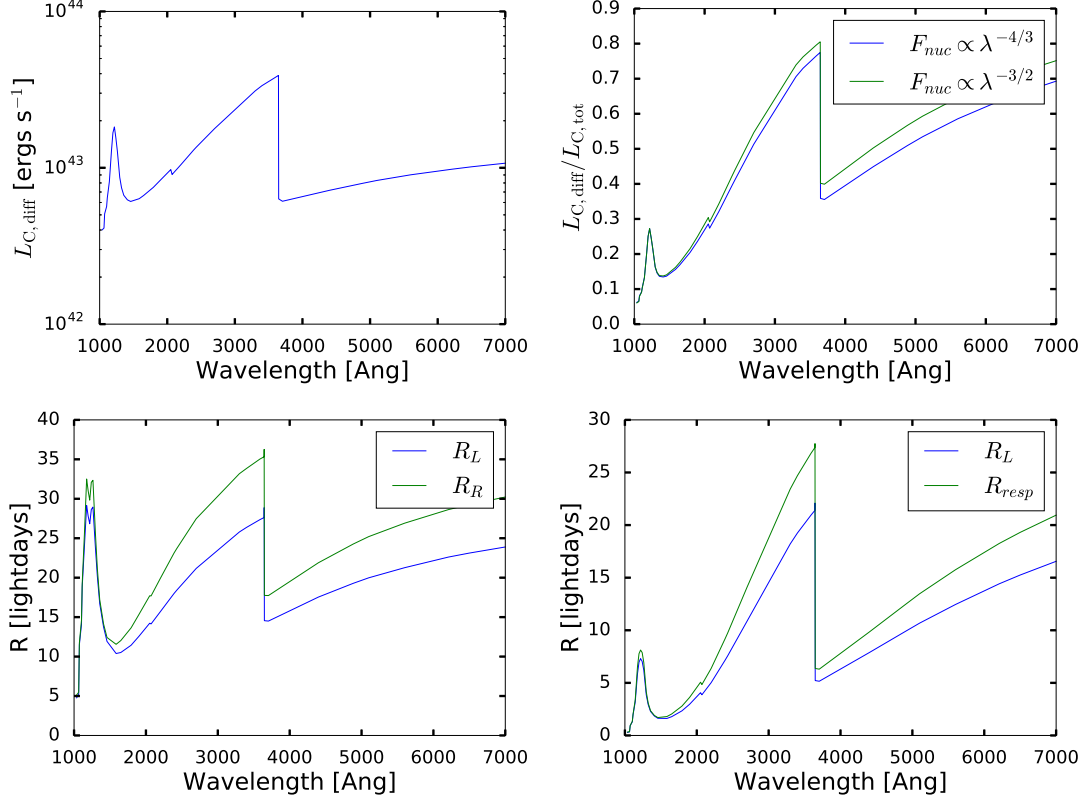 10^44
10^43
10^42
L_C,diff [ergs s^−1]
1000 2000 3000 4000 5000 6000 7000
Wavelength [Ang]
0.9
0.8
0.7
0.6
0.5
0.4
0.3
0.2
0.1
0.0
L_C,diff/L_C,tot
F_nuc ∝ λ^−4/3
F_nuc ∝ λ^−3/2
1000 2000 3000 4000 5000 6000 7000
Wavelength [Ang]
40
35
30
25
20
15
10
5
0
R [lightdays]
R_L
R_R
1000 2000 3000 4000 5000 6000 7000
Wavelength [Ang]
30
25
20
15
10
5
0
R [lightdays]
R_L
R_resp
1000 2000 3000 4000 5000 6000 7000
Wavelength [Ang]